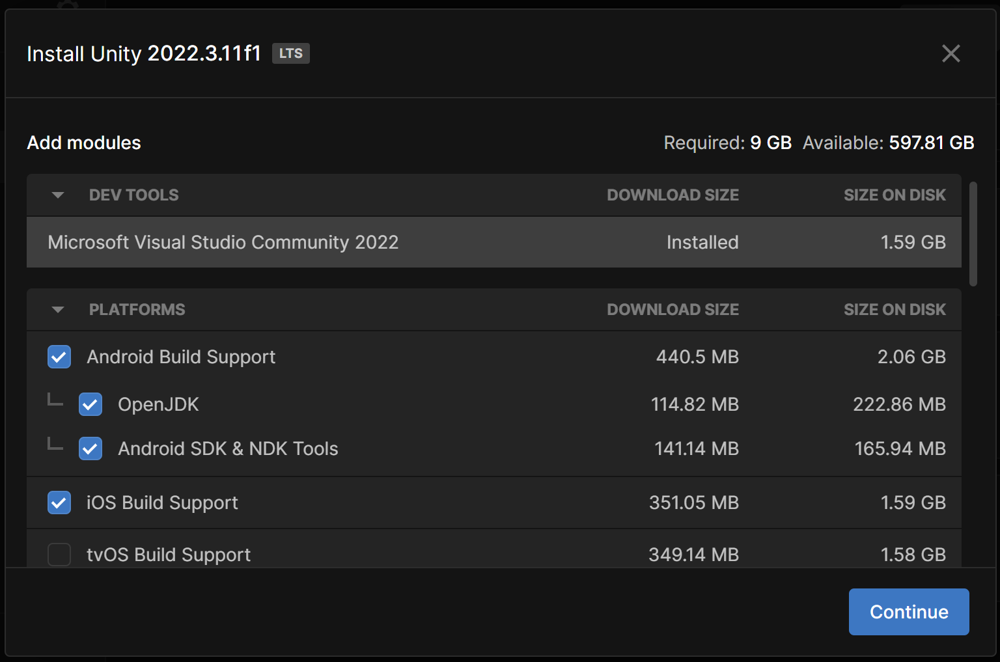 Install Unity 2022.3.11f1 LTS
Add modules Required: 9 GB Available: 597.81 GB
DEV TOOLS DOWNLOAD SIZE SIZE ON DISK
Microsoft Visual Studio Community 2022 Installed 1.59 GB
PLATFORMS DOWNLOAD SIZE SIZE ON DISK
Android Build Support 440.5 MB 2.06 GB
OpenJDK 114.82 MB 222.86 MB
Android SDK & NDK Tools 141.14 MB 165.94 MB
iOS Build Support 351.05 MB 1.59 GB
tvOS Build Support 349.14 MB 1.58 GB
Continue